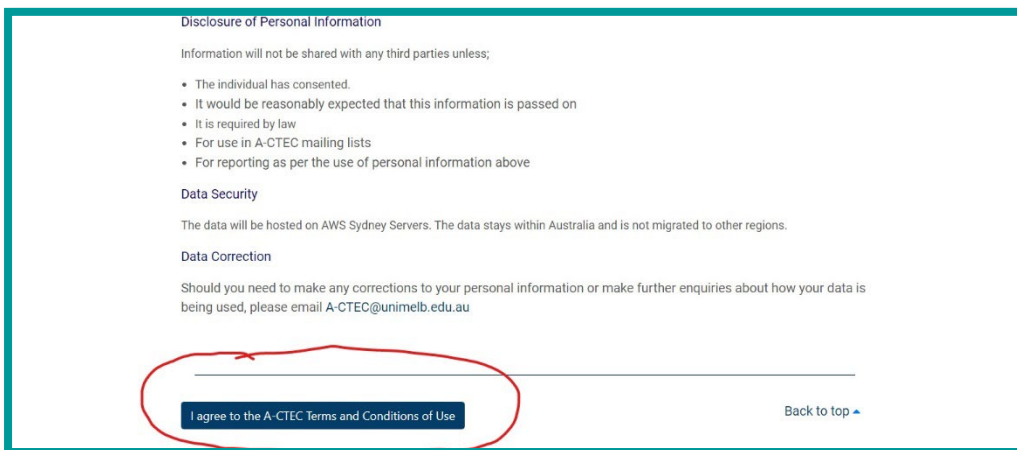 Disclosure of Personal Information
Information will not be shared with any third parties unless;
• The individual has consented.
• It would be reasonably expected that this information is passed on
• It is required by law
• For use in A-CTEC mailing lists
• For reporting as per the use of personal information above
Data Security
The data will be hosted on AWS Sydney Servers. The data stays within Australia and is not migrated to other regions.
Data Correction
Should you need to make any corrections to your personal information or make further enquiries about how your data is
being used, please email A-CTEC@unimelb.edu.au
I agree to the A-CTEC Terms and Conditions of Use
Back to top